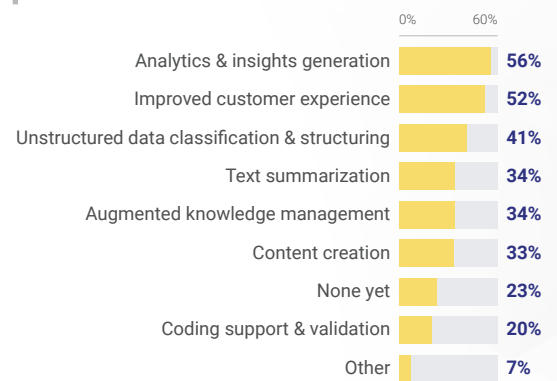 0% 60%
Analytics & insights generation 56%
Improved customer experience 52%
Unstructured data classification & structuring 41%
Text summarization 34%
Augmented knowledge management 34%
Content creation 33%
None yet 23%
Coding support & validation 20%
Other 7%